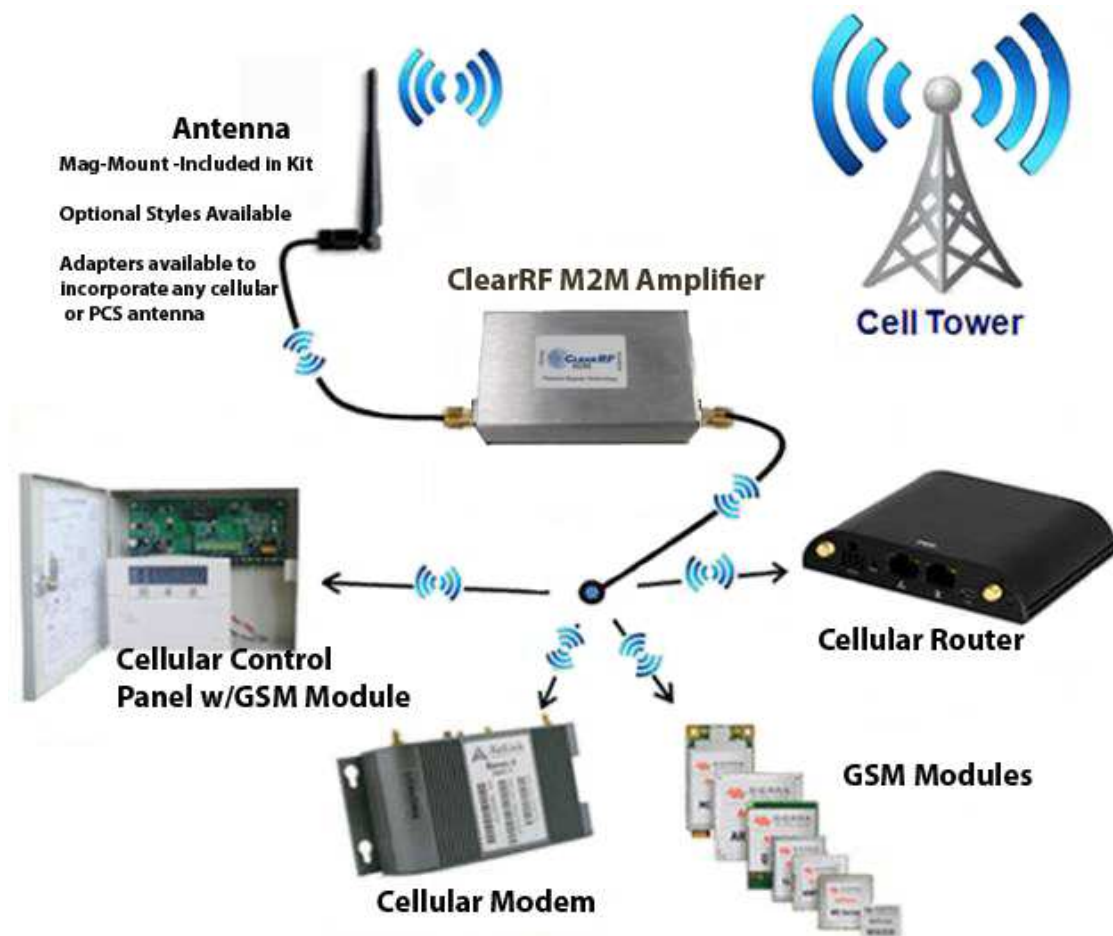 Antenna
Mag-Mount -Included in Kit
Optional Styles Available
Adapters available to
incorporate any cellular
or PCS antenna
ClearRF M2M Amplifier
CLEARRF
Cell Tower
Cellular Control
Panel w/GSM Module
Cellular Router
GSM Modules
Cellular Modem